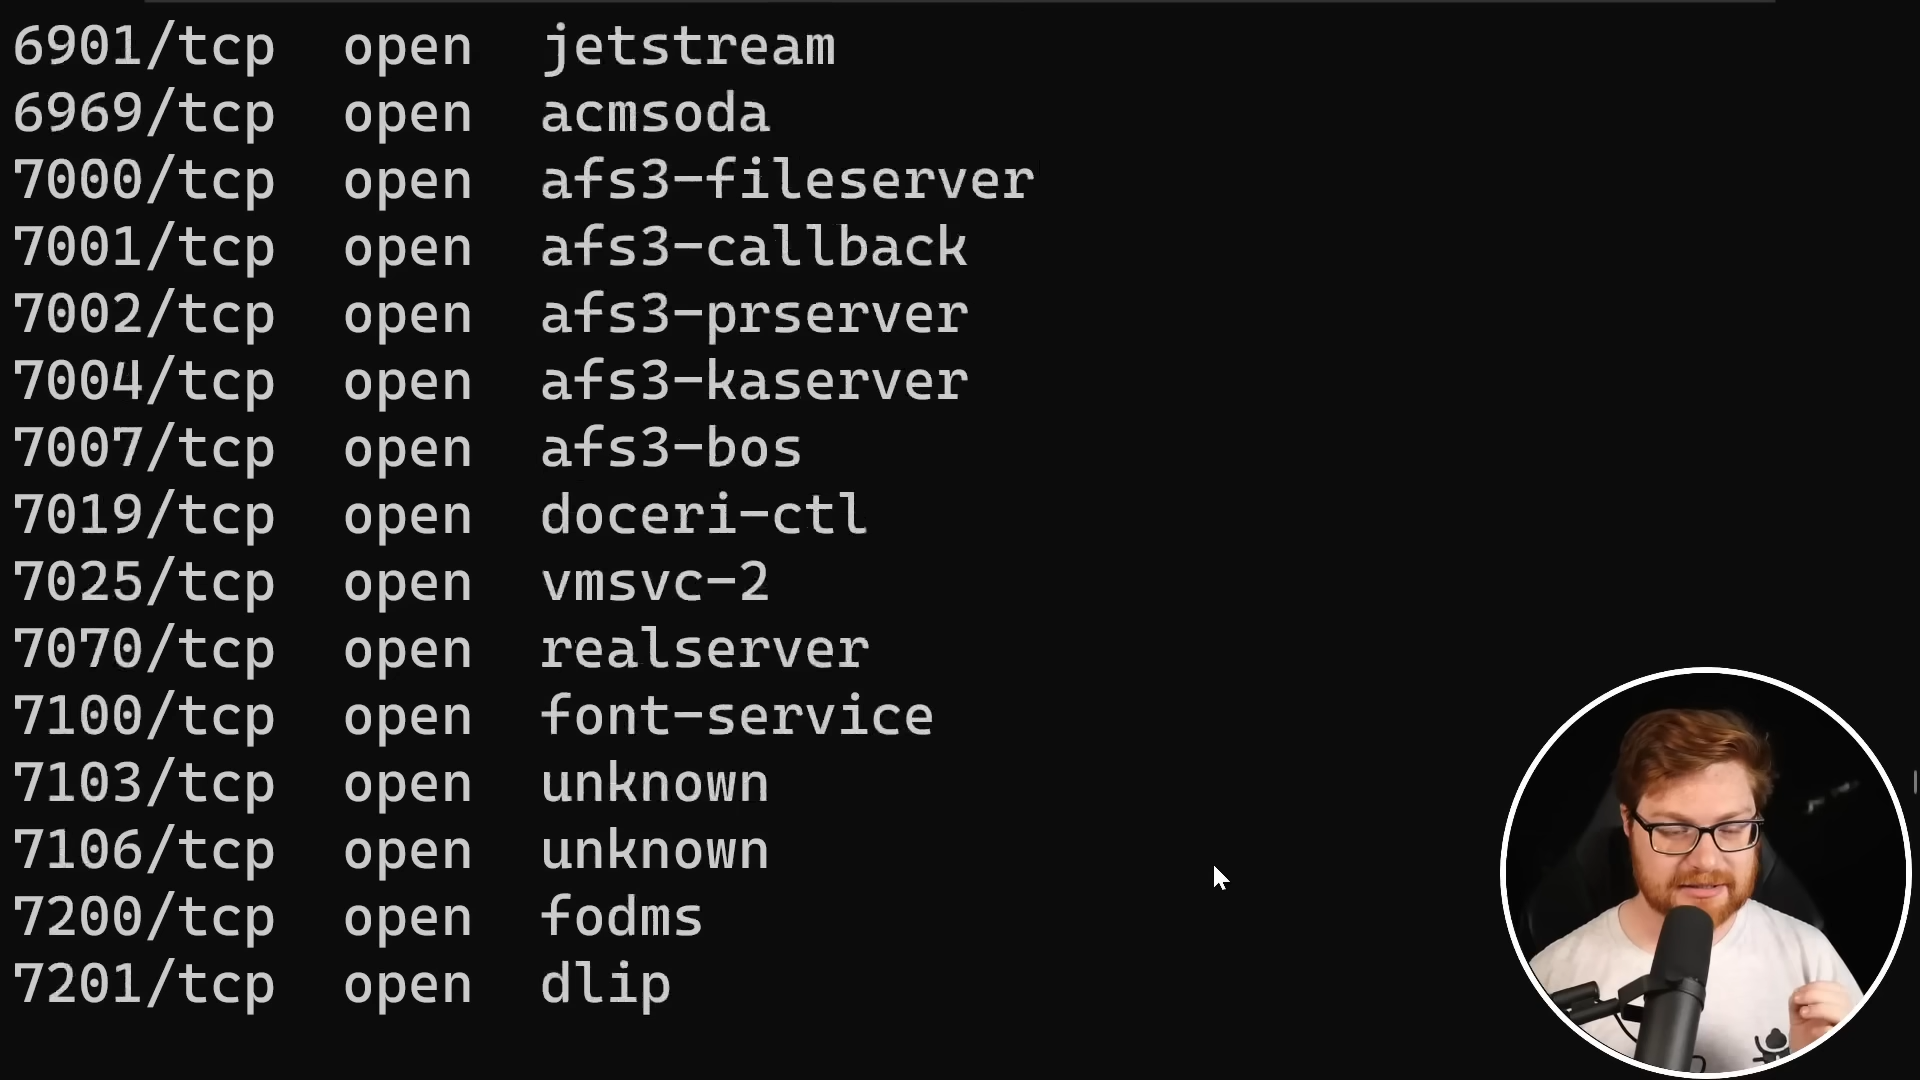 6901/tcp open jetstream
6969/tcp open acmsoda
7000/tcp open afs3-fileserver
7001/tcp open afs3-callback
7002/tcp open afs3-prserver
7004/tcp open afs3-kaserver
7007/tcp open afs3-bos
7019/tcp open doceri-ctl
7025/tcp open vmsvc-2
7070/tcp open realserver
7100/tcp open font-service
7103/tcp open unknown
7106/tcp open unknown
7200/tcp open fodms
7201/tcp open dlip